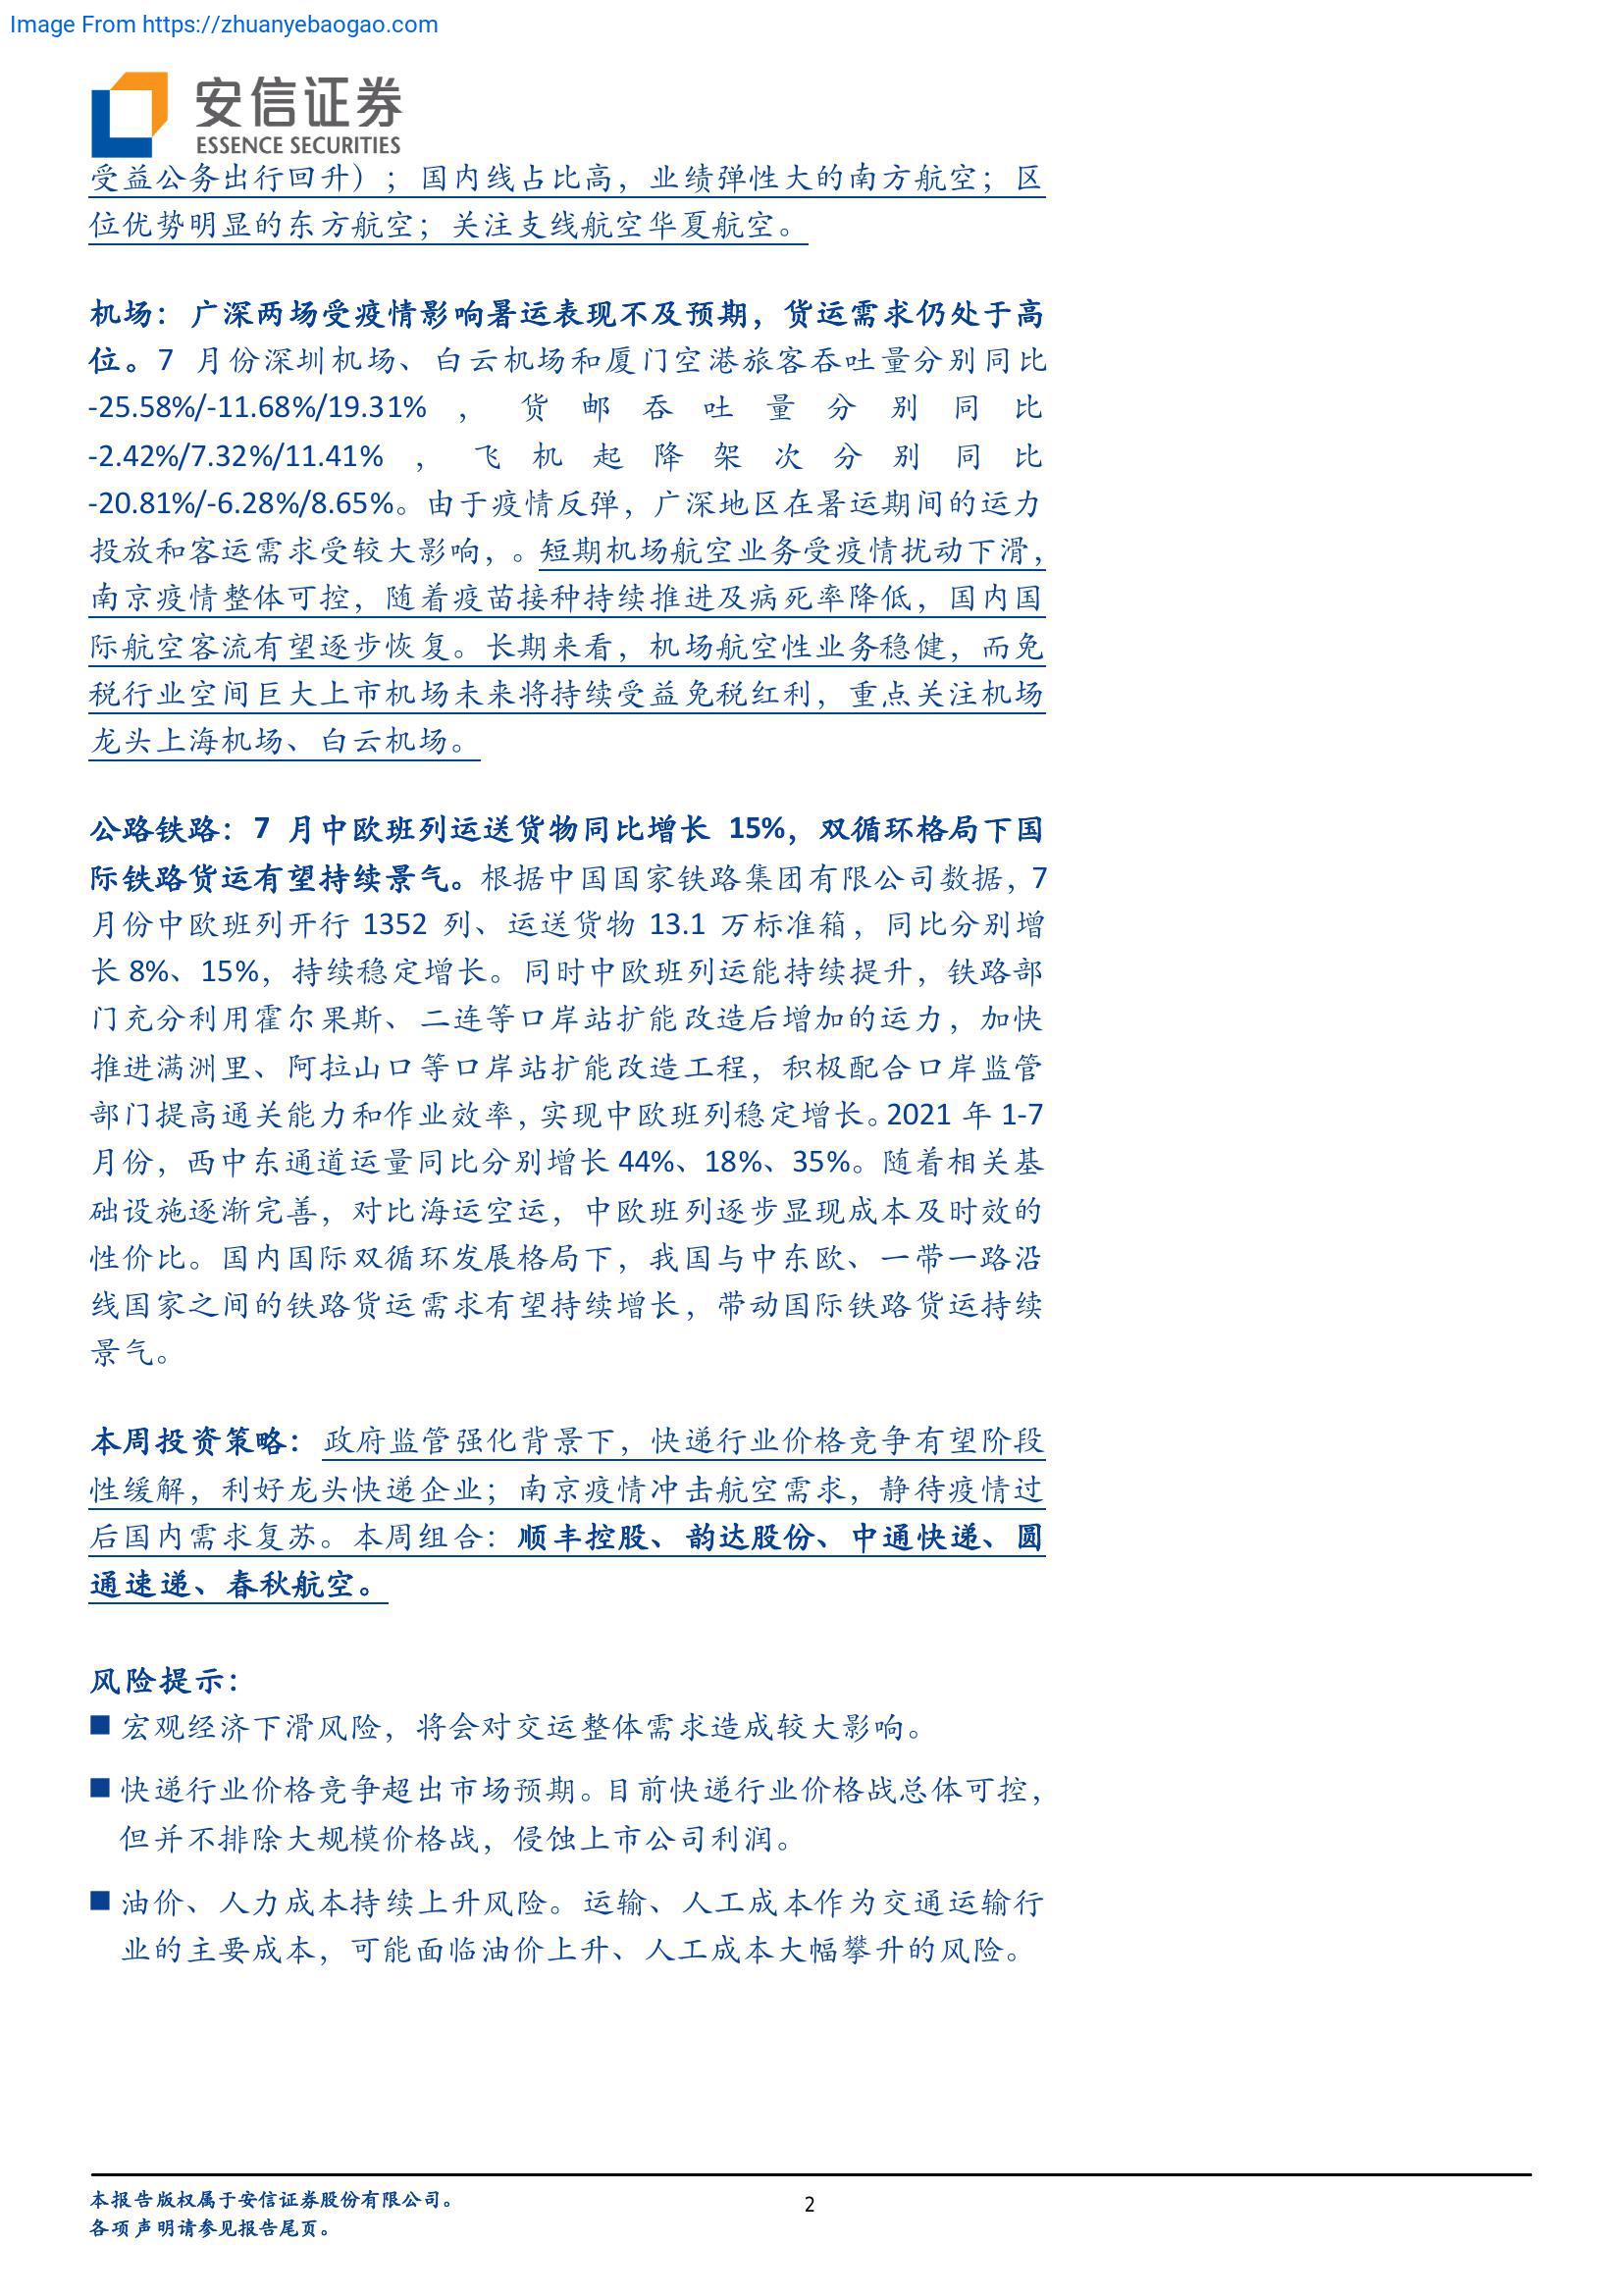 Image From https://zhuanyebaogao.com
安信证券
ESSENCE SECURITIES
受益公务出行回升）；国内线占比高，业绩弹性大的南方航空；区
位优势明显的东方航空；关注支线航空华夏航空。
机场：广深两场受疫情影响暑运表现不及预期，货运需求仍处于高
位。7 月份深圳机场、白云机场和厦门空港旅客吞吐量分别同比
-25.58%/-11.68%/19.31% ， 货 邮 吞 吐 量 分 别 同 比
-2.42%/7.32%/11.41% ， 飞 机 起 降 架 次 分 别 同 比
-20.81%/-6.28%/8.65%。由于疫情反弹，广深地区在暑运期间的运力
投放和客运需求受较大影响，。短期机场航空业务受疫情扰动下滑，
南京疫情整体可控，随着疫苗接种持续推进及病死率降低，国内国
际航空客流有望逐步恢复。长期来看，机场航空性业务稳健，而免
税行业空间巨大上市机场未来将持续受益免税红利，重点关注机场
龙头上海机场、白云机场。
公路铁路：7 月中欧班列运送货物同比增长 15%，双循环格局下国
际铁路货运有望持续景气。根据中国国家铁路集团有限公司数据，7
月份中欧班列开行 1352 列、运送货物 13.1 万标准箱，同比分别增
长 8%、15%，持续稳定增长。同时中欧班列运能持续提升，铁路部
门充分利用霍尔果斯、二连等口岸站扩能改造后增加的运力，加快
推进满洲里、阿拉山口等口岸站扩能改造工程，积极配合口岸监管
部门提高通关能力和作业效率，实现中欧班列稳定增长。2021 年 1-7
月份，西中东通道运量同比分别增长 44%、18%、35%。随着相关基
础设施逐渐完善，对比海运空运，中欧班列逐步显现成本及时效的
性价比。国内国际双循环发展格局下，我国与中东欧、一带一路沿
线国家之间的铁路货运需求有望持续增长，带动国际铁路货运持续
景气。
本周投资策略：政府监管强化背景下，快递行业价格竞争有望阶段
性缓解，利好龙头快递企业；南京疫情冲击航空需求，静待疫情过
后国内需求复苏。本周组合：顺丰控股、韵达股份、中通快递、圆
通速递、春秋航空。
风险提示：
■ 宏观经济下滑风险，将会对交运整体需求造成较大影响。
■ 快递行业价格竞争超出市场预期。目前快递行业价格战总体可控，
但并不排除大规模价格战，侵蚀上市公司利润。
■ 油价、人力成本持续上升风险。运输、人工成本作为交通运输行
业的主要成本，可能面临油价上升、人工成本大幅攀升的风险。
本报告版权属于安信证券股份有限公司。
2
各项声明请参见报告尾页。